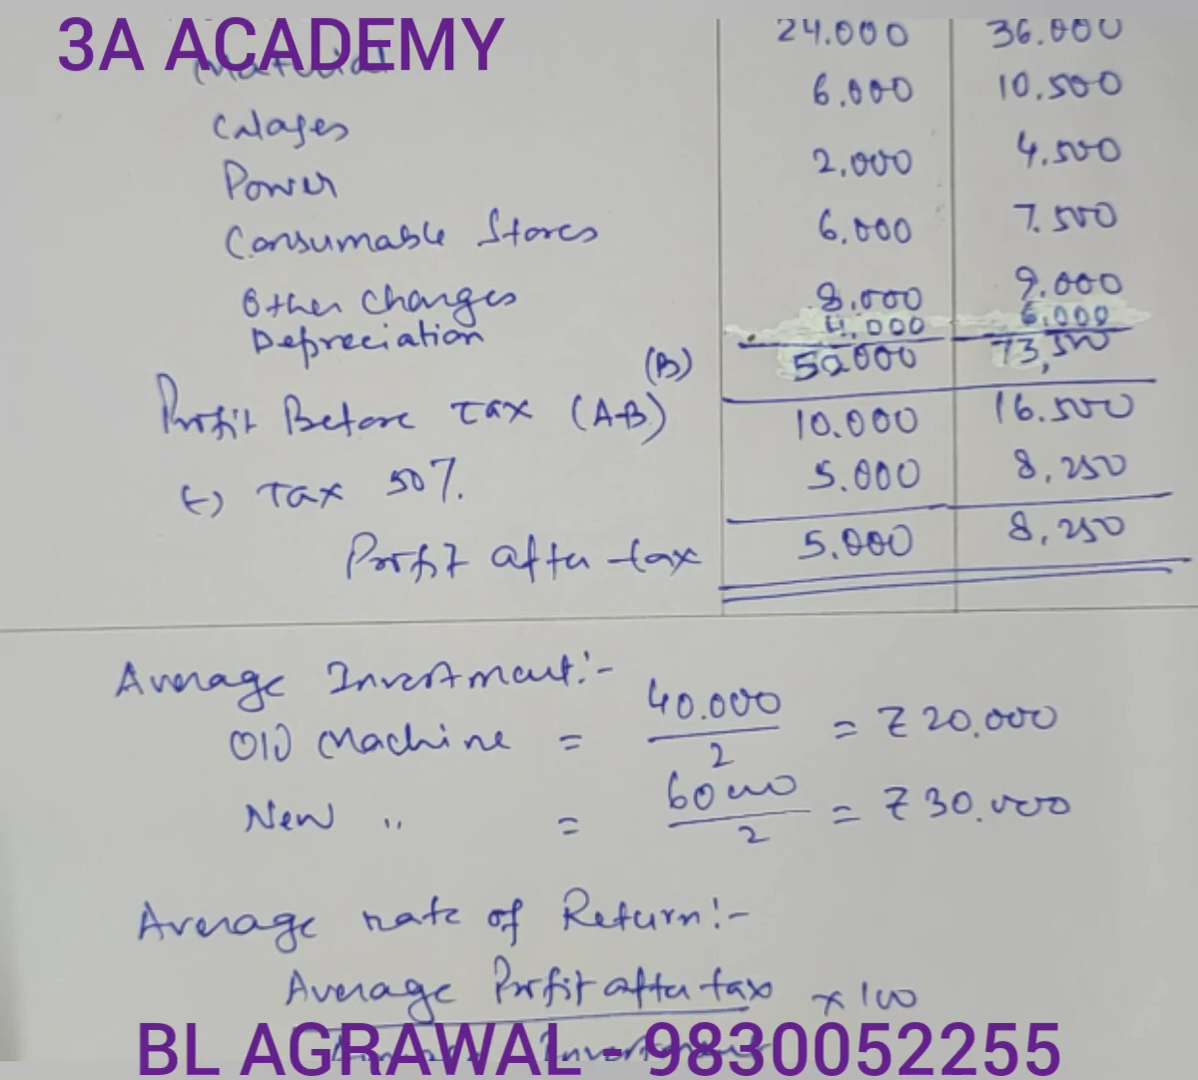 3A ACADEMY
Material 24.000 36.000
Wages 6.000 10.500
Power 2.000 4.500
Consumable Stores 6.000 7.500
Other Charges 8.000 9.000
Depreciation 4.000 6.000
(B) 50000 73,500
Profit Before Tax (A-B) 10.000 16.500
(-) Tax 50%. 5.000 8,250
Profit after tax 5.000 8,250
Average Investment:-
Old Machine = 40.000 / 2 = ₹ 20,000
New " = 60000 / 2 = ₹ 30.000
Average rate of Return:-
Average Profit after tax × 100
Investment
BL AGRAWAL - 9830052255